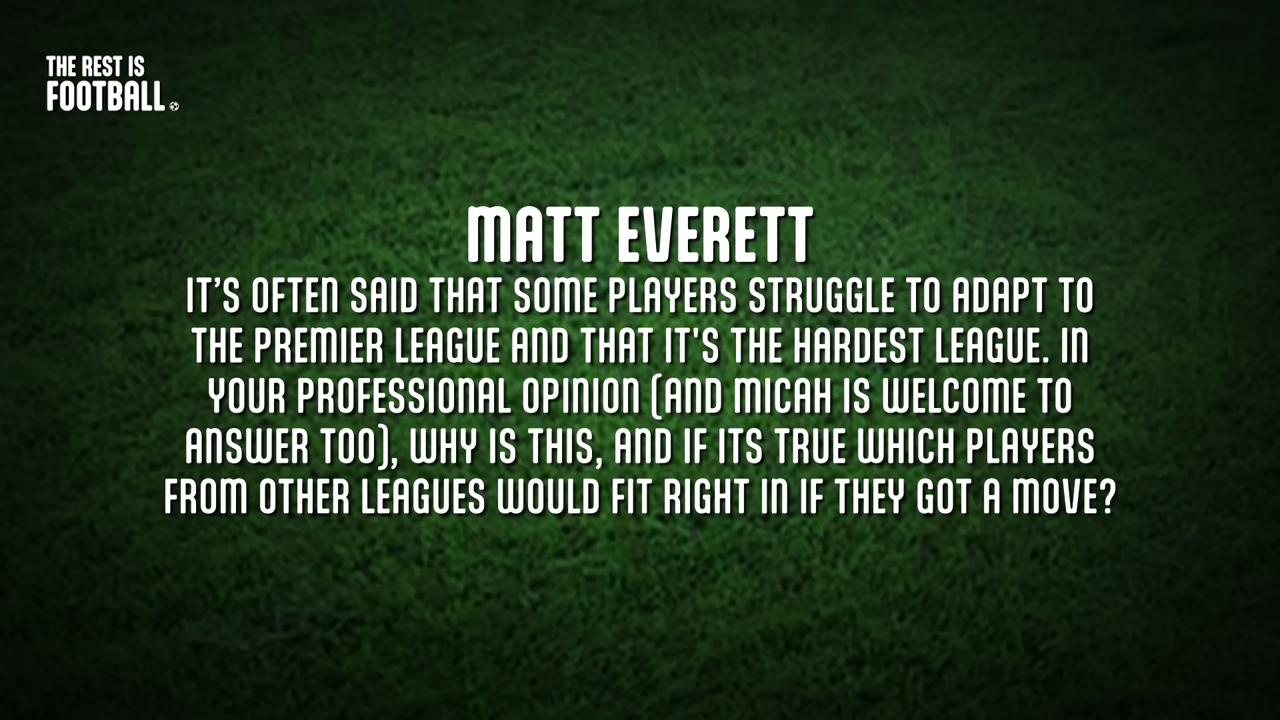 THE REST IS
FOOTBALL.
MATT EVERETT
IT’S OFTEN SAID THAT SOME PLAYERS STRUGGLE TO ADAPT TO
THE PREMIER LEAGUE AND THAT IT'S THE HARDEST LEAGUE. IN
YOUR PROFESSIONAL OPINION (AND MICAH IS WELCOME TO
ANSWER TOO), WHY IS THIS, AND IF ITS TRUE WHICH PLAYERS
FROM OTHER LEAGUES WOULD FIT RIGHT IN IF THEY GOT A MOVE?